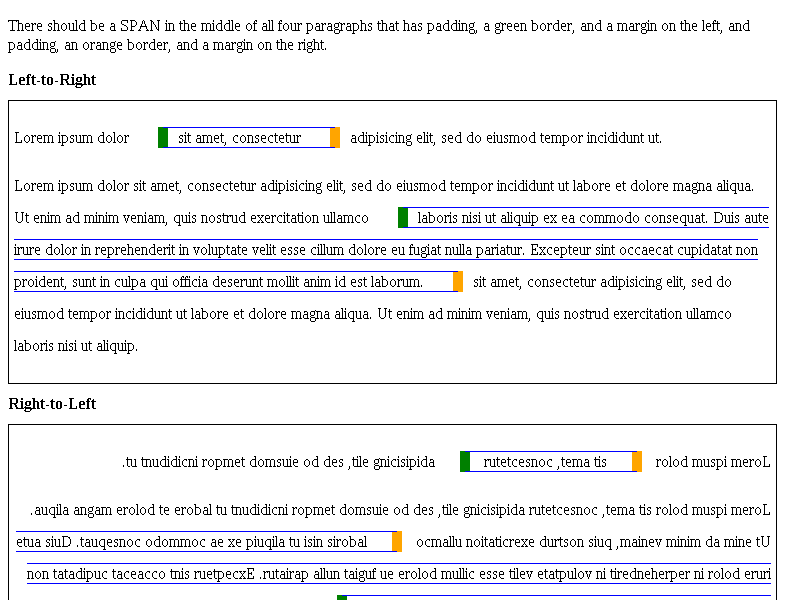 There should be a SPAN in the middle of all four paragraphs that has padding, a green border, and a margin on the left, and
padding, an orange border, and a margin on the right.
Left-to-Right
Lorem ipsum dolor sit amet, consectetur adipisicing elit, sed do eiusmod tempor incididunt ut.
Lorem ipsum dolor sit amet, consectetur adipisicing elit, sed do eiusmod tempor incididunt ut labore et dolore magna aliqua.
Ut enim ad minim veniam, quis nostrud exercitation ullamco laboris nisi ut aliquip ex ea commodo consequat. Duis aute
irure dolor in reprehenderit in voluptate velit esse cillum dolore eu fugiat nulla pariatur. Excepteur sint occaecat cupidatat non
proident, sunt in culpa qui officia deserunt mollit anim id est laborum. sit amet, consectetur adipisicing elit, sed do
eiusmod tempor incididunt ut labore et dolore magna aliqua. Ut enim ad minim veniam, quis nostrud exercitation ullamco
laboris nisi ut aliquip.
Right-to-Left
.tu tnudidicni ropmet domsuie od des ,tile gnicisipida rutetcesnoc ,tema tis rolod muspi meroL
.auqila angam erolod te erobal tu tnudidicni ropmet domsuie od des ,tile gnicisipida rutetcesnoc ,tema tis rolod muspi meroL
etua siuD .tauqesnoc odommoc ae xe piuqila tu isin sirobal ocmallu noitaticrexe durtson siuq ,mainev minim da mine tU
non tatadipuc taceacco tnis ruetpecxE .rutairap allun taiguf ue erolod mullic esse tilev etatpulov ni tiredneherper ni rolod eruri